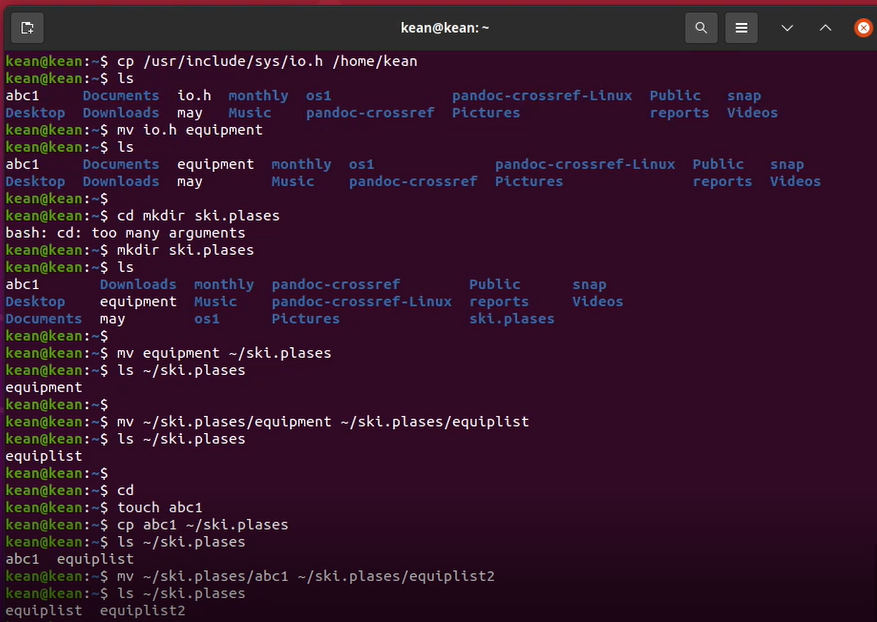 kean@kean: ~
kean@kean:~$ cp /usr/include/sys/io.h /home/kean
kean@kean:~$ ls
abc1     Documents  io.h  monthly  os1              pandoc-crossref-Linux  Public   snap
Desktop  Downloads  may   Music    pandoc-crossref  Pictures               reports  Videos
kean@kean:~$ mv io.h equipment
kean@kean:~$ ls
abc1     Documents  equipment  monthly  os1              pandoc-crossref-Linux  Public   snap
Desktop  Downloads  may        Music    pandoc-crossref  Pictures               reports  Videos
kean@kean:~$
kean@kean:~$ cd mkdir ski.plases
bash: cd: too many arguments
kean@kean:~$ mkdir ski.plases
kean@kean:~$ ls
abc1       Downloads  monthly  pandoc-crossref        Public      snap
Desktop    equipment  Music    pandoc-crossref-Linux  reports     Videos
Documents  may        os1      Pictures               ski.plases
kean@kean:~$
kean@kean:~$ mv equipment ~/ski.plases
kean@kean:~$ ls ~/ski.plases
equipment
kean@kean:~$
kean@kean:~$ mv ~/ski.plases/equipment ~/ski.plases/equiplist
kean@kean:~$ ls ~/ski.plases
equiplist
kean@kean:~$
kean@kean:~$ cd
kean@kean:~$ touch abc1
kean@kean:~$ cp abc1 ~/ski.plases
kean@kean:~$ ls ~/ski.plases
abc1  equiplist
kean@kean:~$ mv ~/ski.plases/abc1 ~/ski.plases/equiplist2
kean@kean:~$ ls ~/ski.plases
equiplist  equiplist2